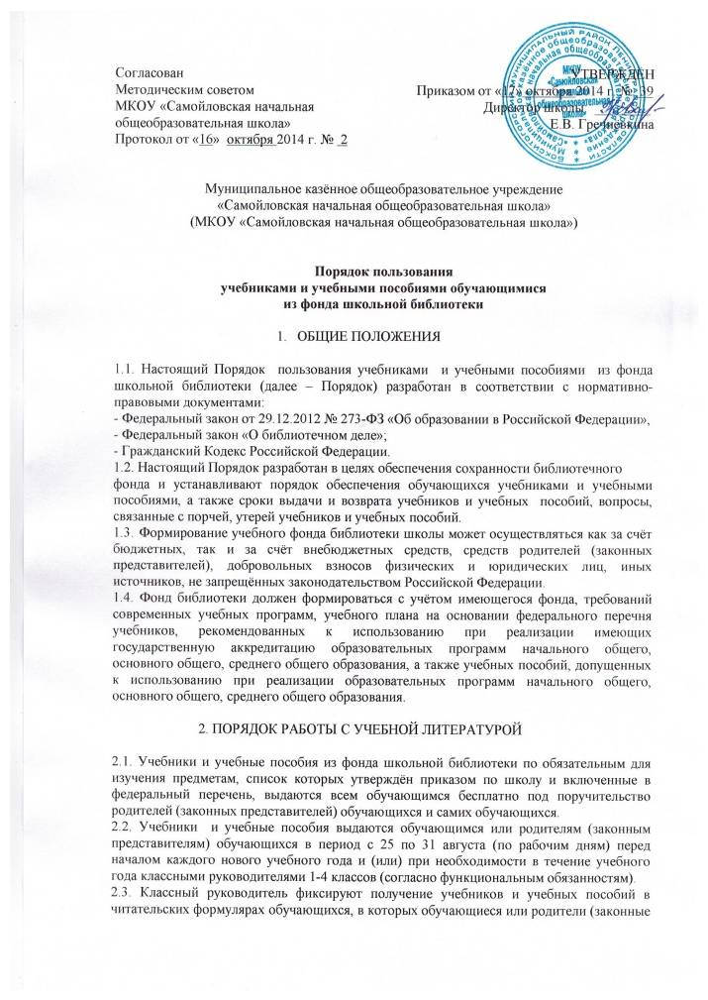 Согласован
Методическим советом
МКОУ «Самойловская начальная
общеобразовательная школа»
Протокол от «16» октября 2014 г. № 2
УТВЕРЖДЕН
Приказом от «17» октября 2014 г. № 39
Директор школы
Е.В. Гречневкина
МКОУ
«Самойловская
начальная
общеобразовательная
школа»
Муниципальное казённое общеобразовательное учреждение
«Самойловская начальная общеобразовательная школа»
(МКОУ «Самойловская начальная общеобразовательная школа»)
Порядок пользования
учебниками и учебными пособиями обучающимися
из фонда школьной библиотеки
1. ОБЩИЕ ПОЛОЖЕНИЯ
1.1. Настоящий Порядок пользования учебниками и учебными пособиями из фонда
школьной библиотеки (далее – Порядок) разработан в соответствии с нормативно-
правовыми документами:
- Федеральный закон от 29.12.2012 № 273-ФЗ «Об образовании в Российской Федерации»,
- Федеральный закон «О библиотечном деле»;
- Гражданский Кодекс Российской Федерации.
1.2. Настоящий Порядок разработан в целях обеспечения сохранности библиотечного
фонда и устанавливают порядок обеспечения обучающихся учебниками и учебными
пособиями, а также сроки выдачи и возврата учебников и учебных пособий, вопросы,
связанные с порчей, утерей учебников и учебных пособий.
1.3. Формирование учебного фонда библиотеки школы может осуществляться как за счёт
бюджетных, так и за счёт внебюджетных средств, средств родителей (законных
представителей), добровольных взносов физических и юридических лиц, иных
источников, не запрещённых законодательством Российской Федерации.
1.4. Фонд библиотеки должен формироваться с учётом имеющегося фонда, требований
современных учебных программ, учебного плана на основании федерального перечня
учебников, рекомендованных к использованию при реализации имеющих
государственную аккредитацию образовательных программ начального общего,
основного общего, среднего общего образования, а также учебных пособий, допущенных
к использованию при реализации образовательных программ начального общего,
основного общего, среднего общего образования.
2. ПОРЯДОК РАБОТЫ С УЧЕБНОЙ ЛИТЕРАТУРОЙ
2.1. Учебники и учебные пособия из фонда школьной библиотеки по обязательным для
изучения предметам, список которых утверждён приказом по школу и включенные в
федеральный перечень, выдаются всем обучающимся бесплатно под поручительство
родителей (законных представителей) обучающихся и самих обучающихся.
2.2. Учебники и учебные пособия выдаются обучающимся или родителям (законным
представителям) обучающихся в период с 25 по 31 августа (по рабочим дням) перед
началом каждого нового учебного года и (или) при необходимости в течение учебного
года классными руководителями 1-4 классов (согласно функциональным обязанностям).
2.3. Классный руководитель фиксируют получение учебников и учебных пособий в
читательских формулярах обучающихся, в которых обучающиеся или родители (законные